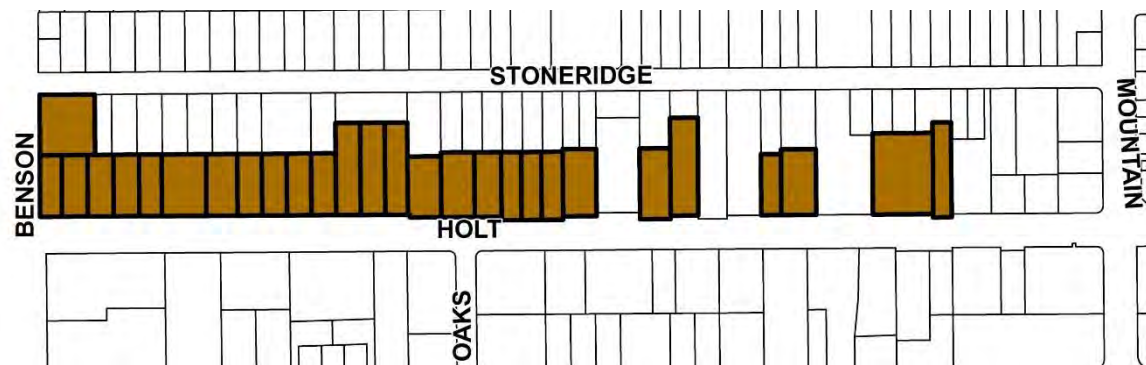 STONERIDGE
MOUNTAIN
BENSON
HOLT
OAKS